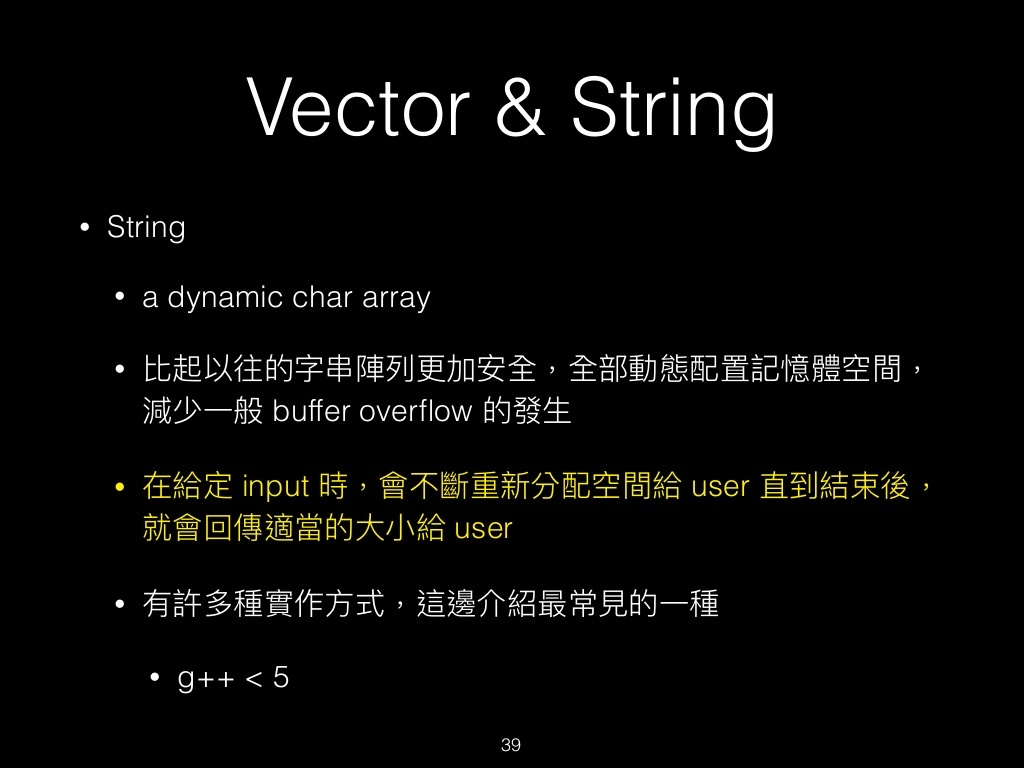 Vector & String
• String
• a dynamic char array
• 比起以往的字串陣列更加安全，全部動態配置記憶體空間，
減少一般 buffer overflow 的發生
• 在給定 input 時，會不斷重新分配空間給 user 直到結束後，
就會回傳適當的大小給 user
• 有許多種實作方式，這邊介紹最常見的一種
• g++ < 5
39